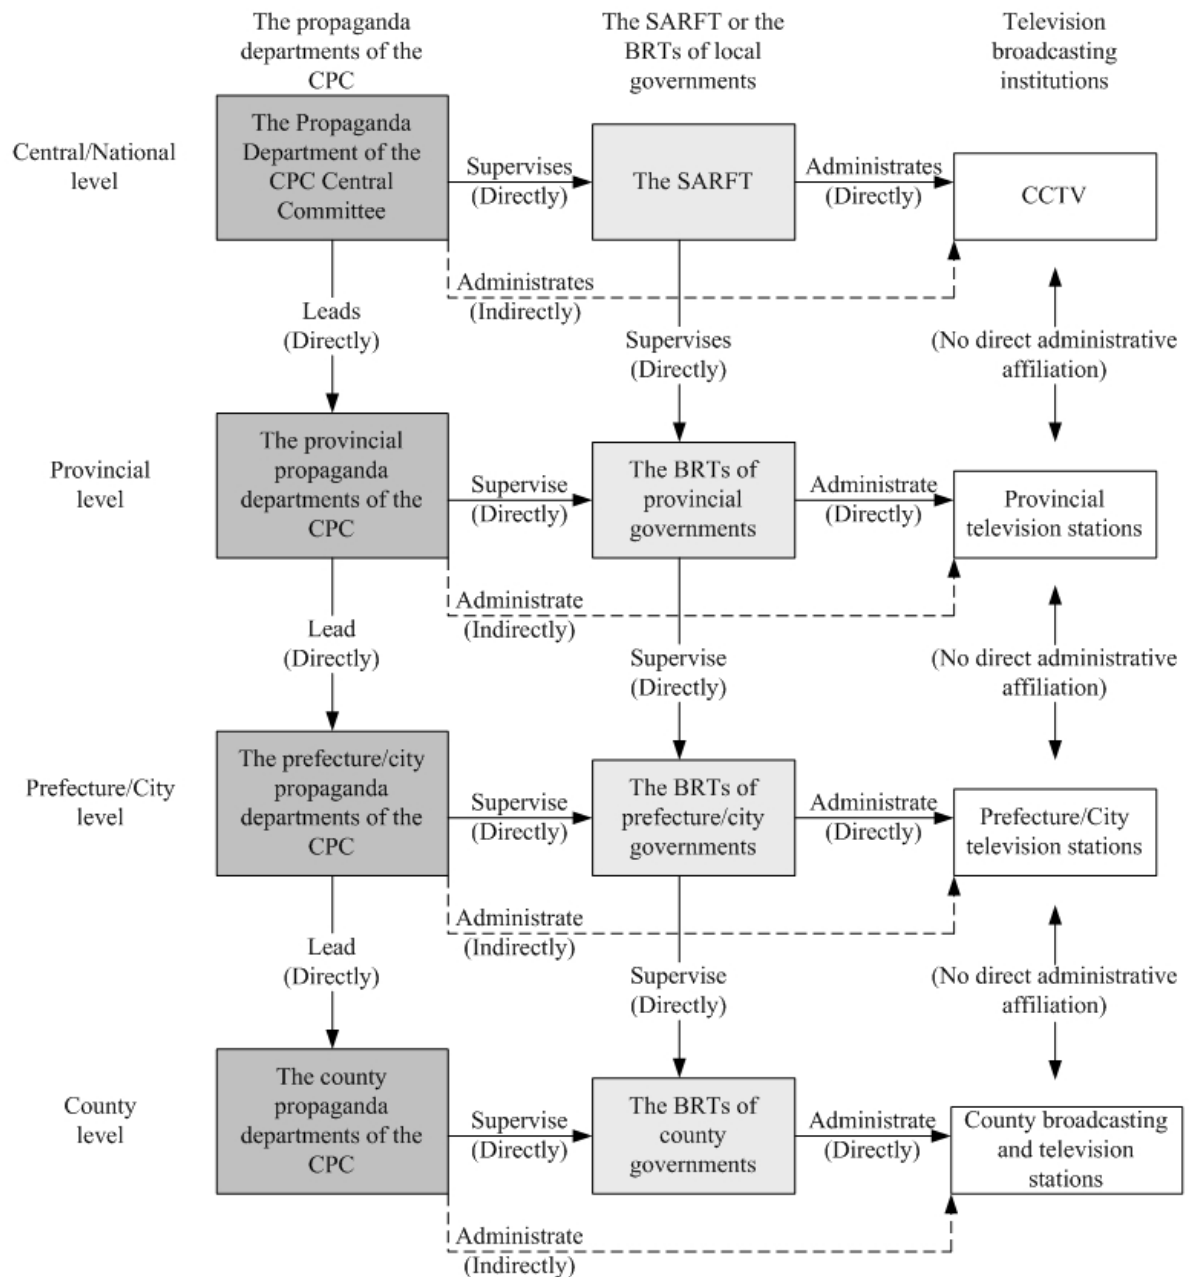 The propaganda
departments of the
CPC
The SARFT or the
BRTs of local
governments
Television
broadcasting
institutions
Central/National
level
The Propaganda
Department of the
CPC Central
Committee
Supervises
(Directly)
The SARFT
Administrates
(Directly)
CCTV
Administrates
(Indirectly)
Leads
(Directly)
Supervises
(Directly)
(No direct administrative
affiliation)
Provincial
level
The provincial
propaganda
departments of the
CPC
Supervise
(Directly)
The BRTs of
provincial
governments
Administrate
(Directly)
Provincial
television stations
Administrate
(Indirectly)
Lead
(Directly)
Supervise
(Directly)
(No direct administrative
affiliation)
Prefecture/City
level
The prefecture/city
propaganda
departments of the
CPC
Supervise
(Directly)
The BRTs of
prefecture/city
governments
Administrate
(Directly)
Prefecture/City
television stations
Administrate
(Indirectly)
Lead
(Directly)
Supervise
(Directly)
(No direct administrative
affiliation)
County
level
The county
propaganda
departments of the
CPC
Supervise
(Directly)
The BRTs of
county
governments
Administrate
(Directly)
County broadcasting
and television
stations
Administrate
(Indirectly)